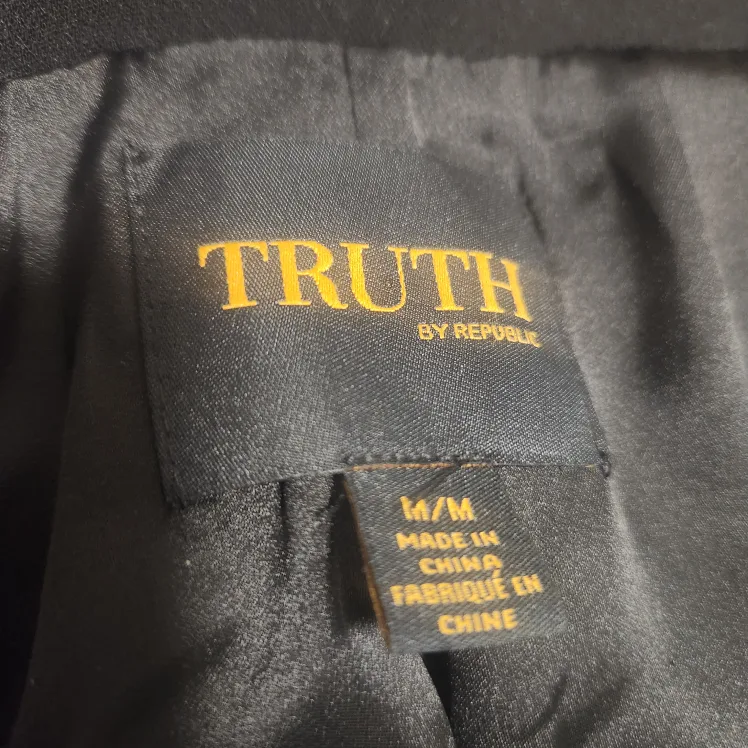 TRUTH
BY REPUBLIC
M/M
MADE IN
CHINA
FABRIQUÉ EN
CHINE